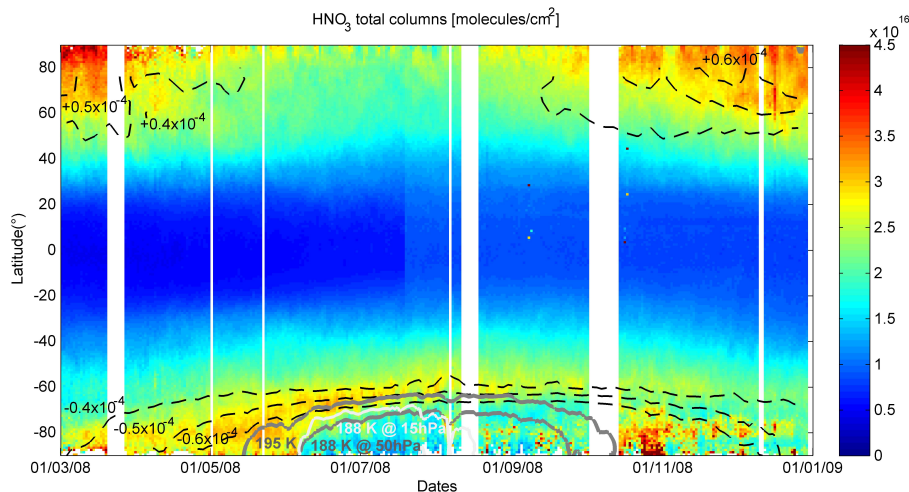 HNO3 total columns [molecules/cm2]
x 10^16
80
60
40
20
0
-20
-40
-60
-80
Latitude(°)
+0.5x10^-4
+0.4x10^-4
+0.6x10^-4
-0.4x10^-4
-0.5x10^-4
-0.6x10^-4
195 K
188 K @ 15hPa
188 K @ 50hPa
4.5
4
3.5
3
2.5
2
1.5
1
0.5
0
01/03/08 01/05/08 01/07/08 01/09/08 01/11/08 01/01/09
Dates